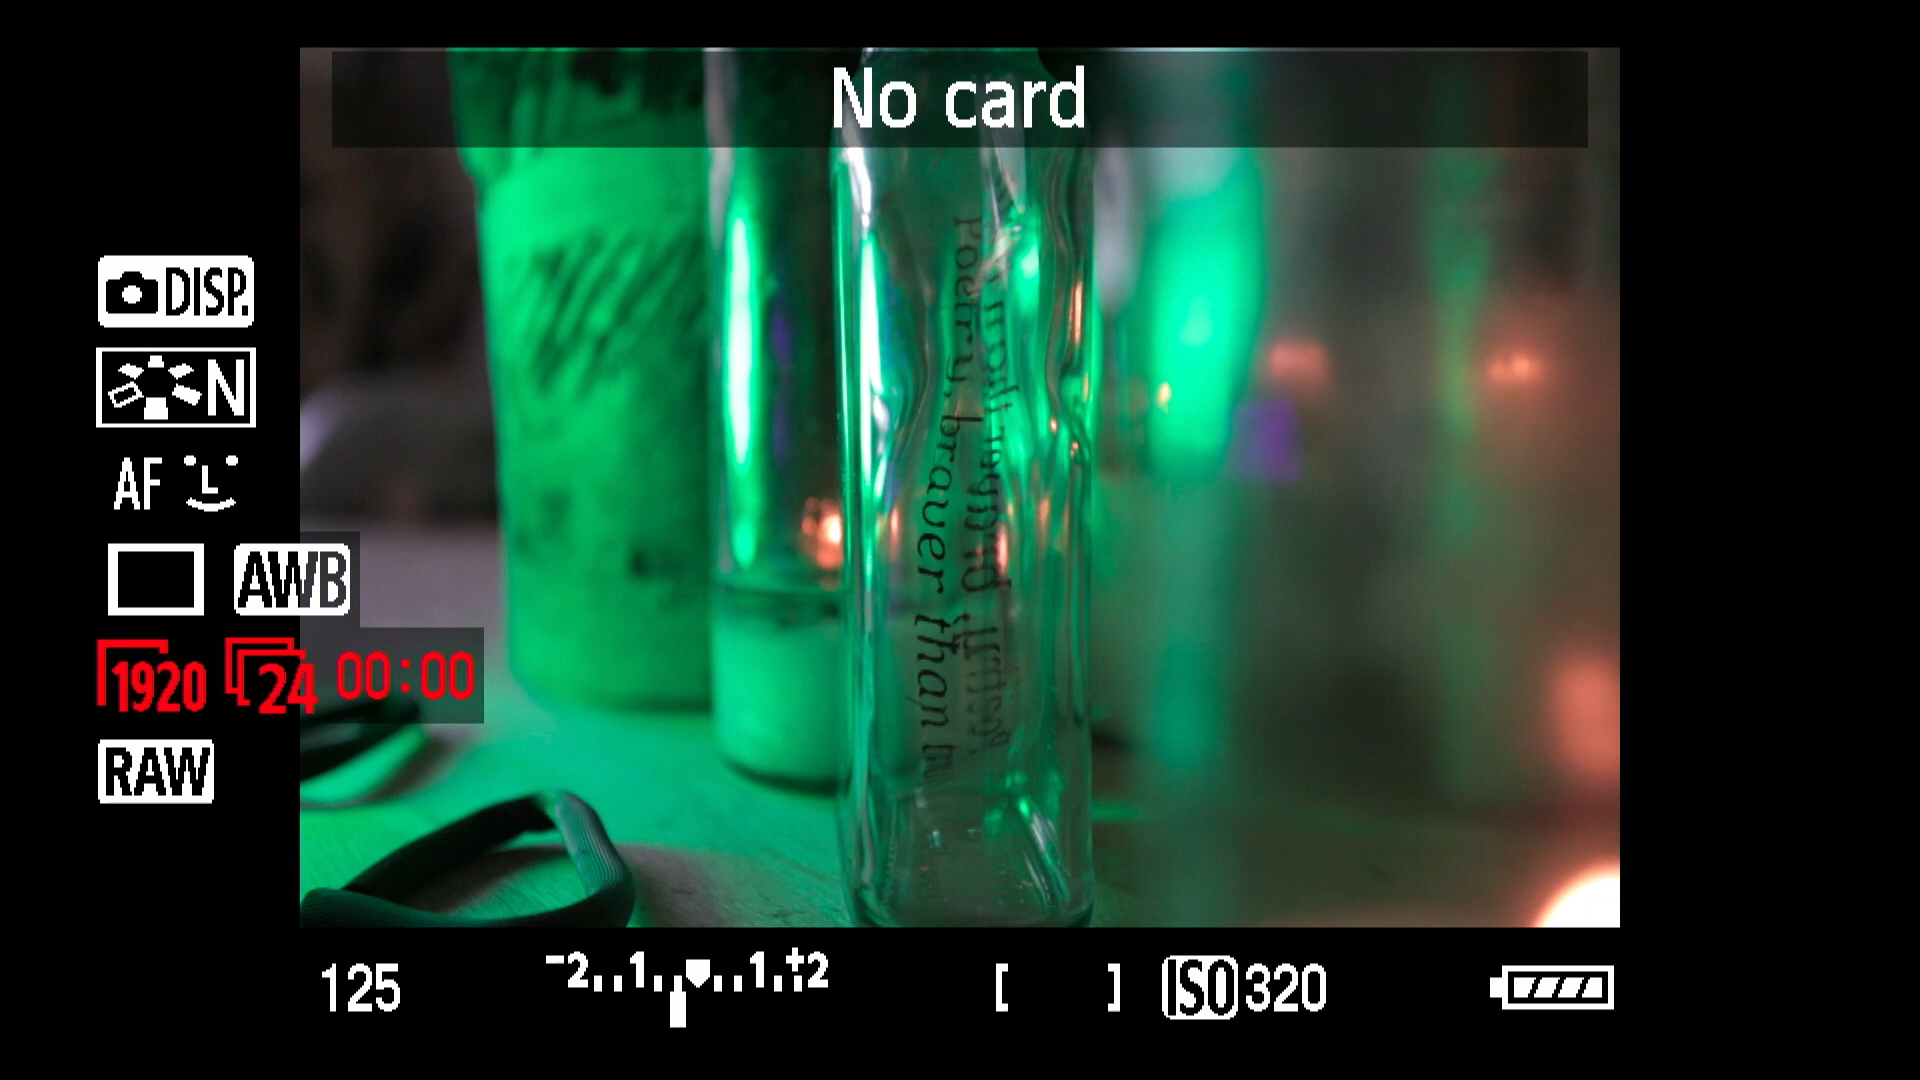 No card
DISP.
N
AF L
AWB
1920 24 00:00
RAW
Poetry, braver than
125 -2..1..▼..1..+2 [ ] ISO 320